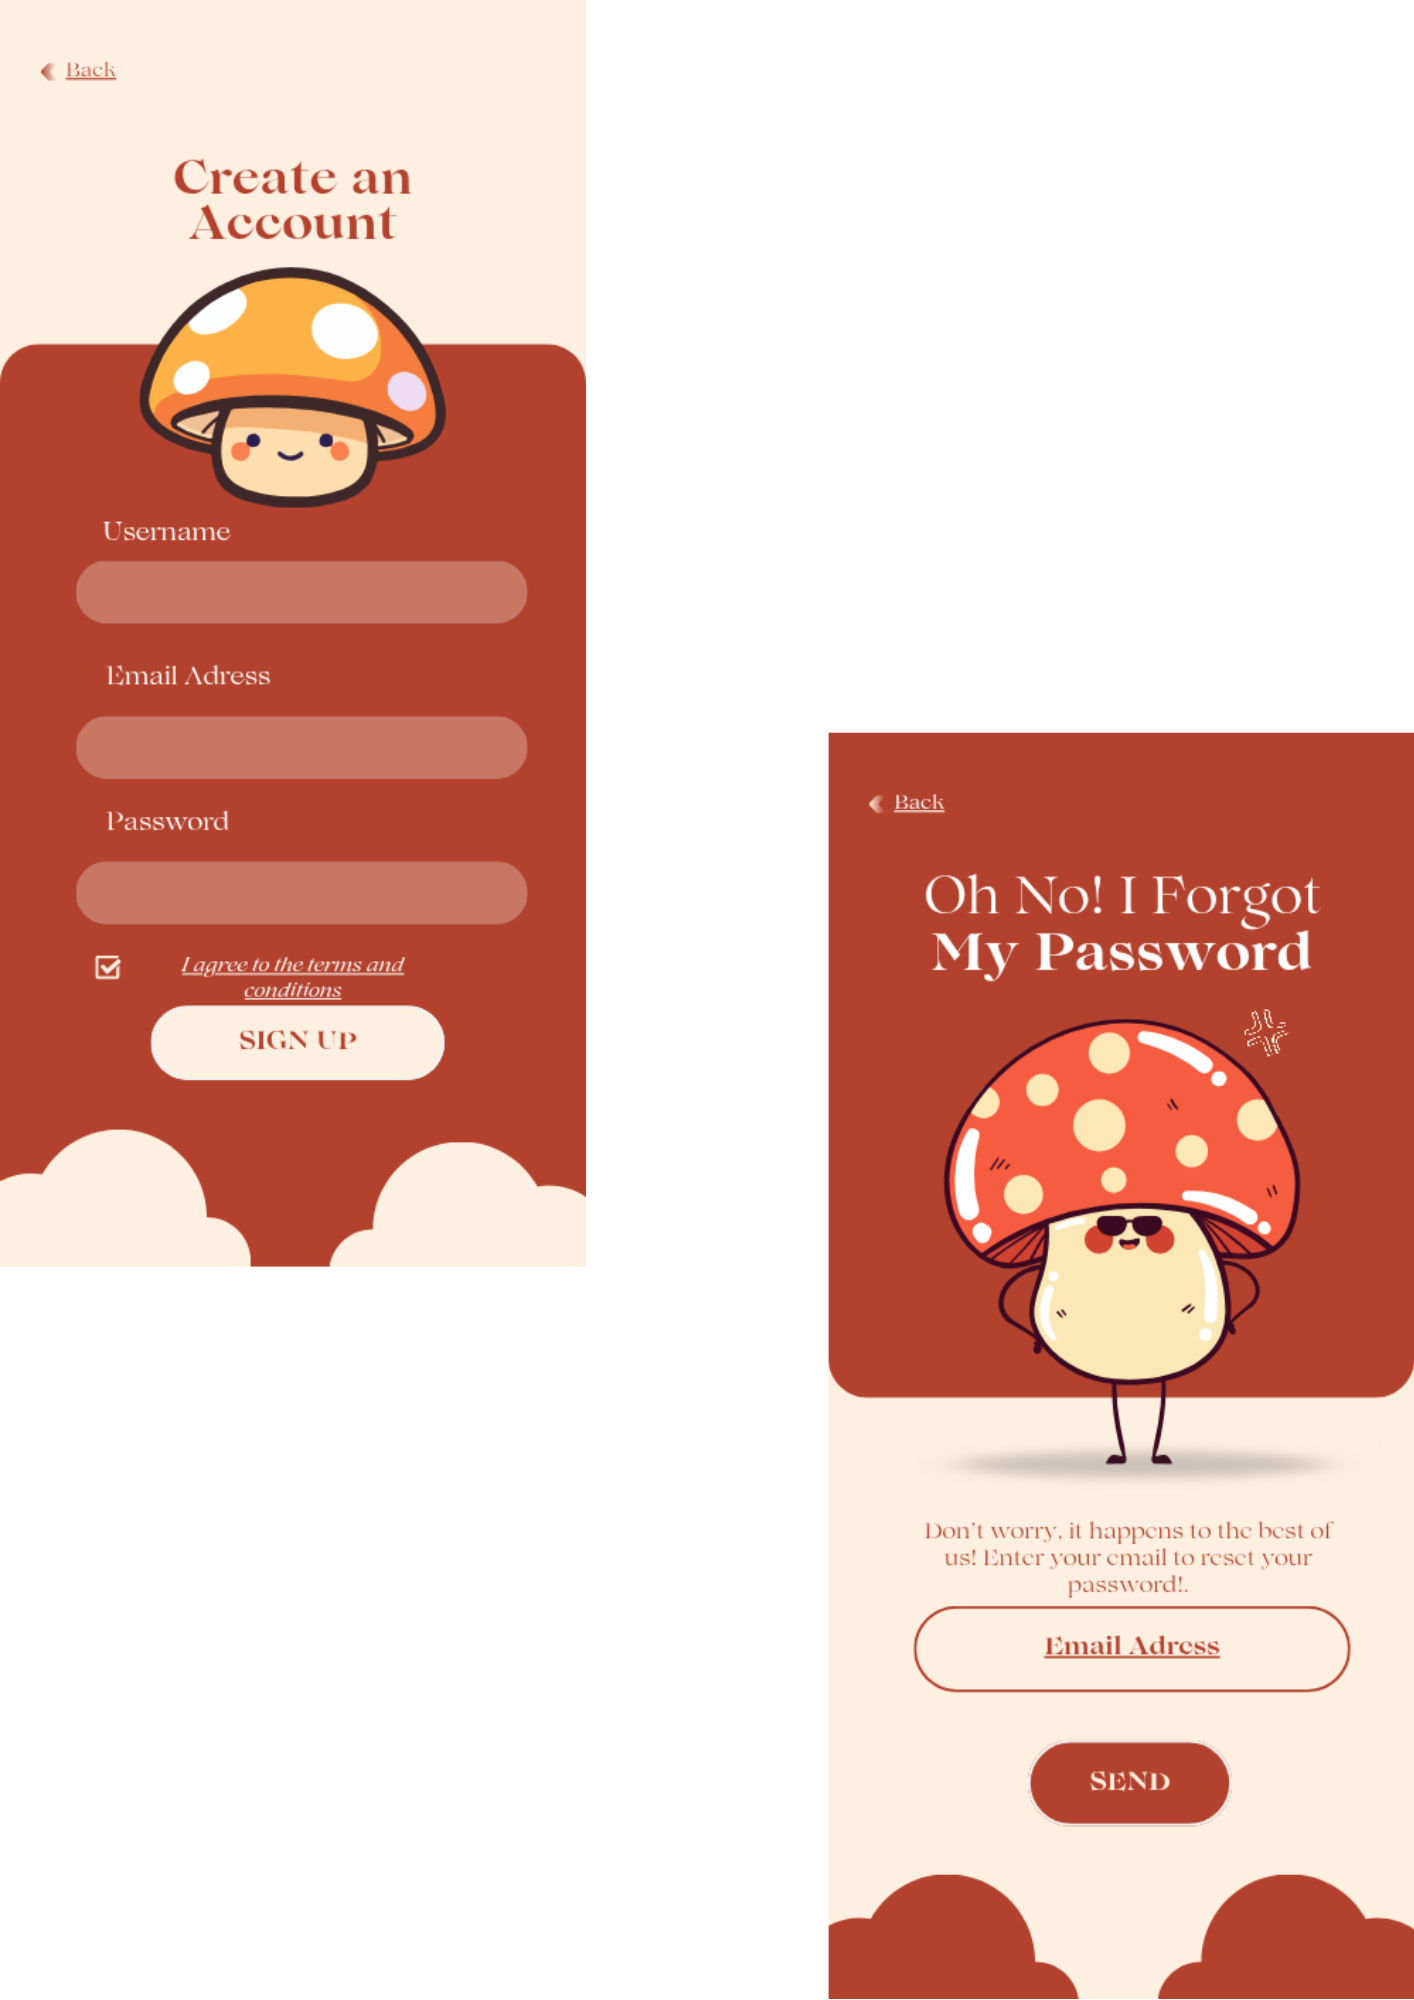 Back
Create an
Account
Username
Email Adress
Password
I agree to the terms and
conditions
SIGN UP
Back
Oh No! I Forgot
My Password
Don't worry, it happens to the best of
us! Enter your email to reset your
password!.
Email Adress
SEND